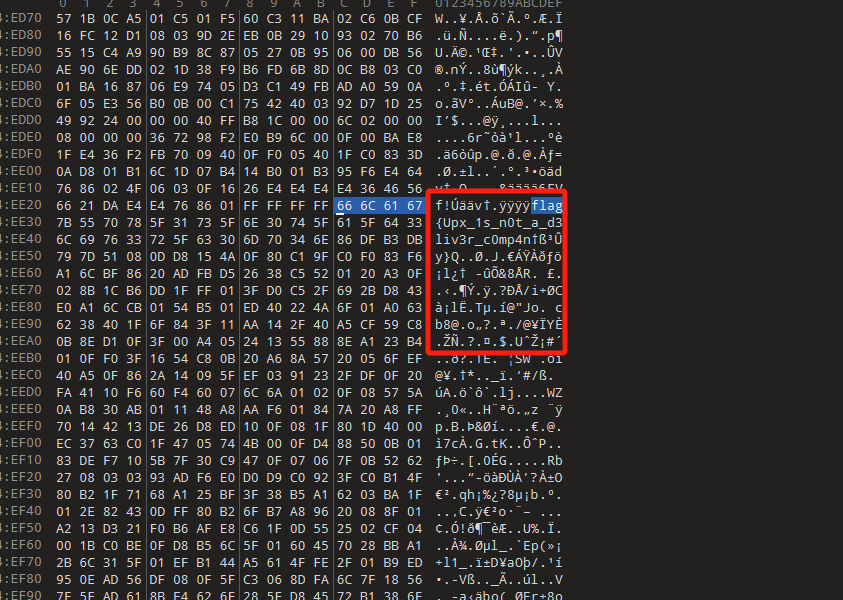 0 1 2 3 4 5 6 7 8 9 A B C D E F 0123456789ABCDEF
4:ED70 57 1B 0C A5 01 C5 01 F5 60 C3 11 BA 02 C6 0B CF W..¥.Å.õ`Ã.º.Æ.Ï
4:ED80 16 FC 12 D1 08 03 9D 2E EB 0B 29 10 93 02 70 B6 .ü.Ñ....ë.).“.p¶
4:ED90 55 15 C4 A9 90 B9 8C 87 05 27 0B 95 06 00 DB 56 U.Ä©.¹Œ‡.'.•..ÛV
4:EDA0 AE 90 6E DD 02 1D 38 F9 B6 FD 6B 8D 0C B8 03 C0 ®.nÝ..8ù¶ýk..¸.À
4:EDB0 01 BA 16 87 06 E9 74 05 D3 C1 49 FB AD A0 59 0A .º.‡.ét.ÓÁIû- Y.
4:EDC0 6F 05 E3 56 B0 0B 00 C1 75 42 40 03 92 D7 1D 25 o.ãV°..ÁuB@.’×.%
4:EDD0 49 92 24 00 00 00 40 FF B8 1C 00 00 6C 02 00 00 I’$...@ÿ¸...l...
4:EDE0 08 00 00 00 36 72 98 F2 E0 B9 6C 00 0F 00 BA E8 ....6r˜òà¹l...ºè
4:EDF0 1F E4 36 F2 FB 70 09 40 0F F0 05 40 1F C0 83 3D .ä6òûp.@.ð.@.Àƒ=
4:EE00 0A D8 01 B1 6C 1D 07 B4 14 B0 01 B3 95 F6 E4 64 .Ø.±l..´.°.³•öäd
4:EE10 76 86 02 4F 06 03 0F 16 26 E4 E4 E4 E4 36 46 56 v†.O....&ääää6FV
4:EE20 66 21 DA E4 E4 76 86 01 FF FF FF FF 66 6C 61 67 f!Úääv†.ÿÿÿÿflag
4:EE30 7B 55 70 78 5F 31 73 5F 6E 30 74 5F 61 5F 64 33 {Upx_1s_n0t_a_d3
4:EE40 6C 69 76 33 72 5F 63 30 6D 70 34 6E 86 DF B3 DB liv3r_c0mp4n†ß³Û
4:EE50 79 7D 51 08 0D D8 15 4A 0F 80 C1 9F C0 F0 83 F6 y}Q..Ø.J.€ÁŸÀðƒö
4:EE60 A1 6C BF 86 20 AD FB D5 26 38 C5 52 01 20 A3 0F ¡l¿† -ûÕ&8ÅR. £.
4:EE70 02 8B 1C B6 DD 1F FF 01 3F D0 C5 2F 69 2B D8 43 .‹.¶Ý.ÿ.?ÐÅ/i+ØC
4:EE80 E0 A1 6C CB 01 54 B5 01 ED 40 22 4A 6F 01 A0 63 à¡lË.Tµ.í@"Jo. c
4:EE90 62 38 40 1F 6F 84 3F 11 AA 14 2F 40 A5 CF 59 C8 b8@.o„?.ª./@¥ÏYÈ
4:EEA0 0B 8E D1 0F 3F 00 A4 05 24 13 55 88 8E A1 23 B4 .ŽÑ.?.¤.$.UˆŽ¡#´
4:EEB0 01 0F F0 3F 16 54 C8 0B 20 A6 8A 57 20 05 6F EF ..ð?.TÈ. ¦ŠW .oï
4:EEC0 40 A5 0F 86 2A 14 09 5F EF 03 91 23 2F DF 0F 20 @¥.†*.._ï.‘#/ß.
4:EED0 FA 41 10 F6 60 F4 60 07 6C 6A 01 02 0F 08 57 5A úA.ö`ô`.lj....WZ
4:EEE0 0A B8 30 AB 01 11 48 A8 AA F6 01 84 7A 20 A8 FF .¸0«..H¨ªö.„z ¨ÿ
4:EEF0 70 14 42 13 DE 26 D8 ED 10 0F 08 1F 80 1D 40 00 p.B.Þ&Øí....€.@.
4:EF00 EC 37 63 C0 1F 47 05 74 4B 00 0F D4 88 50 0B 01 ì7cÀ.G.tK..ÔˆP..
4:EF10 83 DE F7 10 5B 7F 30 C9 47 0F 07 06 7F 0B 52 62 ƒÞ÷.[.0ÉG.....Rb
4:EF20 27 08 03 03 93 AD F6 E0 D0 D9 C0 92 3F C0 B1 4F '...“-öàÐÙÀ’?À±O
4:EF30 80 B2 1F 71 68 A1 25 BF 3F 38 B5 A1 62 03 BA 1F €².qh¡%¿?8µ¡b.º.
4:EF40 01 2E 82 43 0D FF 80 B2 6F B7 A8 96 20 08 8F 01 ..‚C.ÿ€²o·¨– ...
4:EF50 A2 13 D3 21 F0 B6 AF E8 C6 1F 0D 55 25 02 CF 04 ¢.Ó!ð¶¯èÆ..U%.Ï.
4:EF60 00 1B C0 BE 0F D8 B5 6C 5F 01 60 45 70 28 BB A1 ..À¾.Øµl_.`Ep(»¡
4:EF70 2B 6C 31 5F 01 EF B1 44 A5 61 4F FE 2F 01 B9 ED +l1_.ï±D¥aOþ/.¹í
4:EF80 95 0E AD 56 DF 08 0F 5F C3 06 8D FA 6C 7F 18 56 •.-Vß.._Ã..úl..V